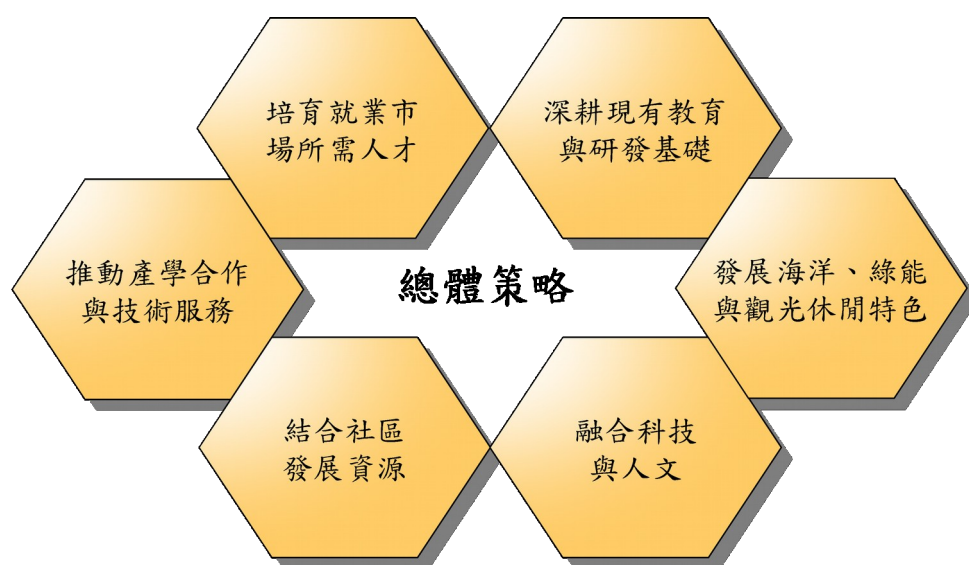 培育就業市
場所需人才
深耕現有教育
與研發基礎
推動產學合作
與技術服務
總體策略
發展海洋、綠能
與觀光休閒特色
結合社區
發展資源
融合科技
與人文